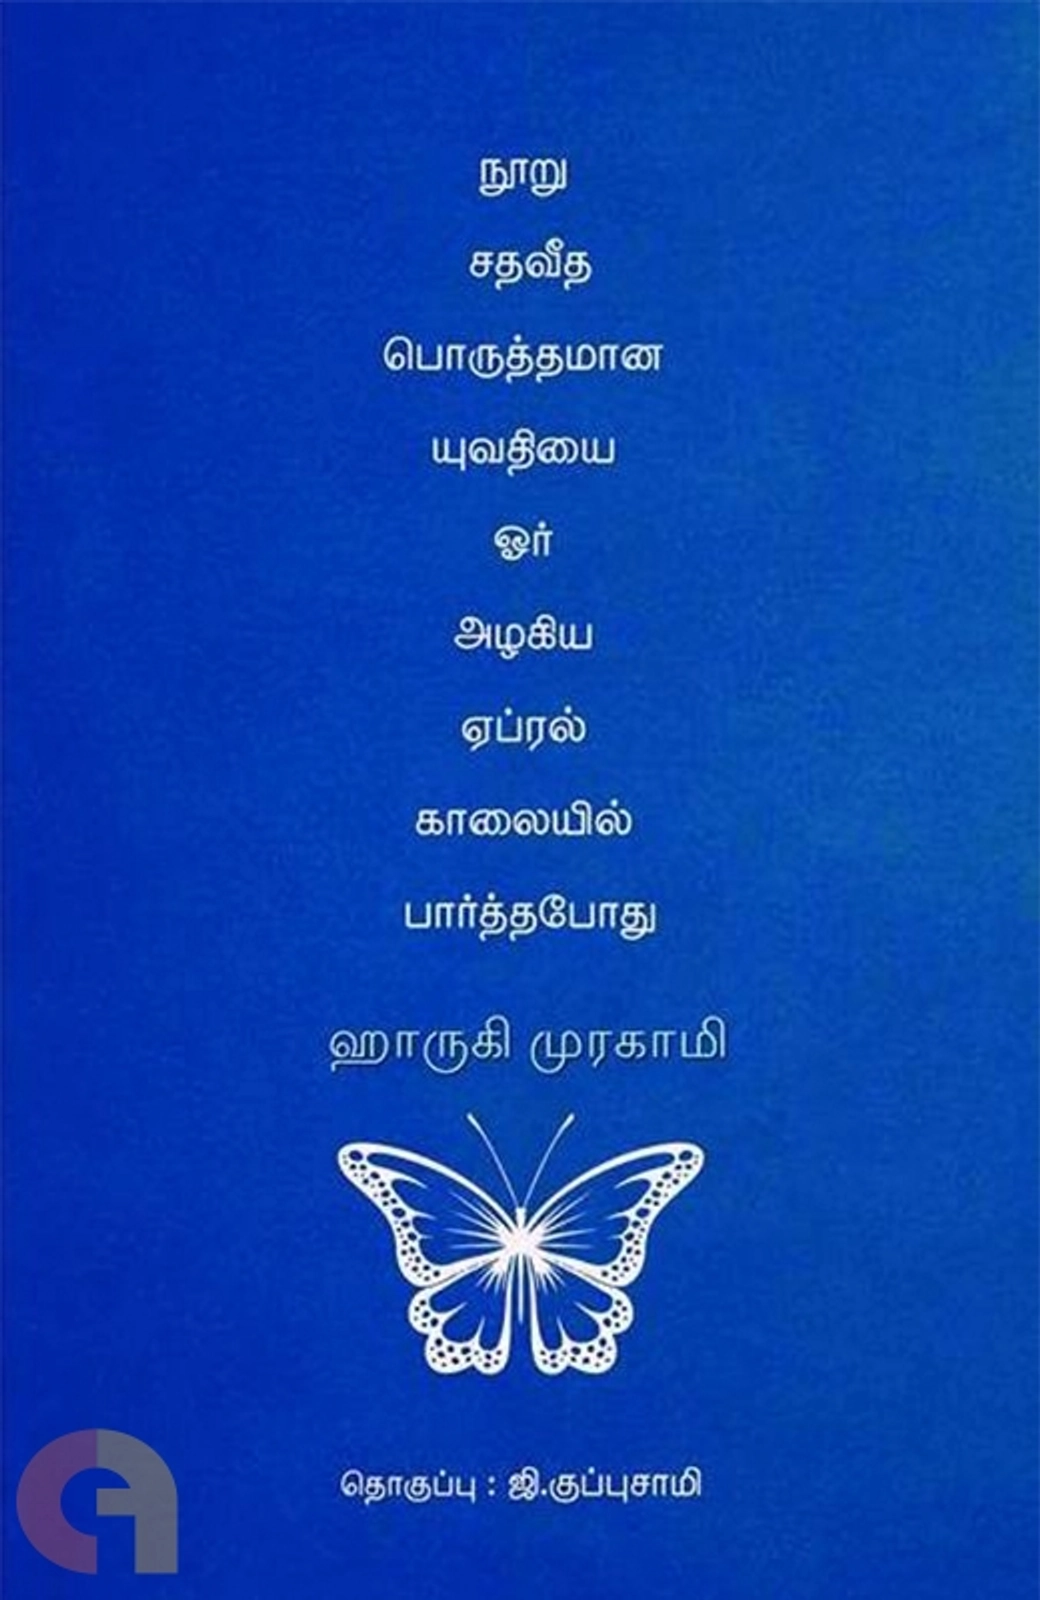 நூறு
சதவீத
பொருத்தமான
யுவதியை
ஓர்
அழகிய
ஏப்ரல்
காலையில்
பார்த்தபோது
ஹாருகி முரகாமி
தொகுப்பு : ஜி.குப்புசாமி